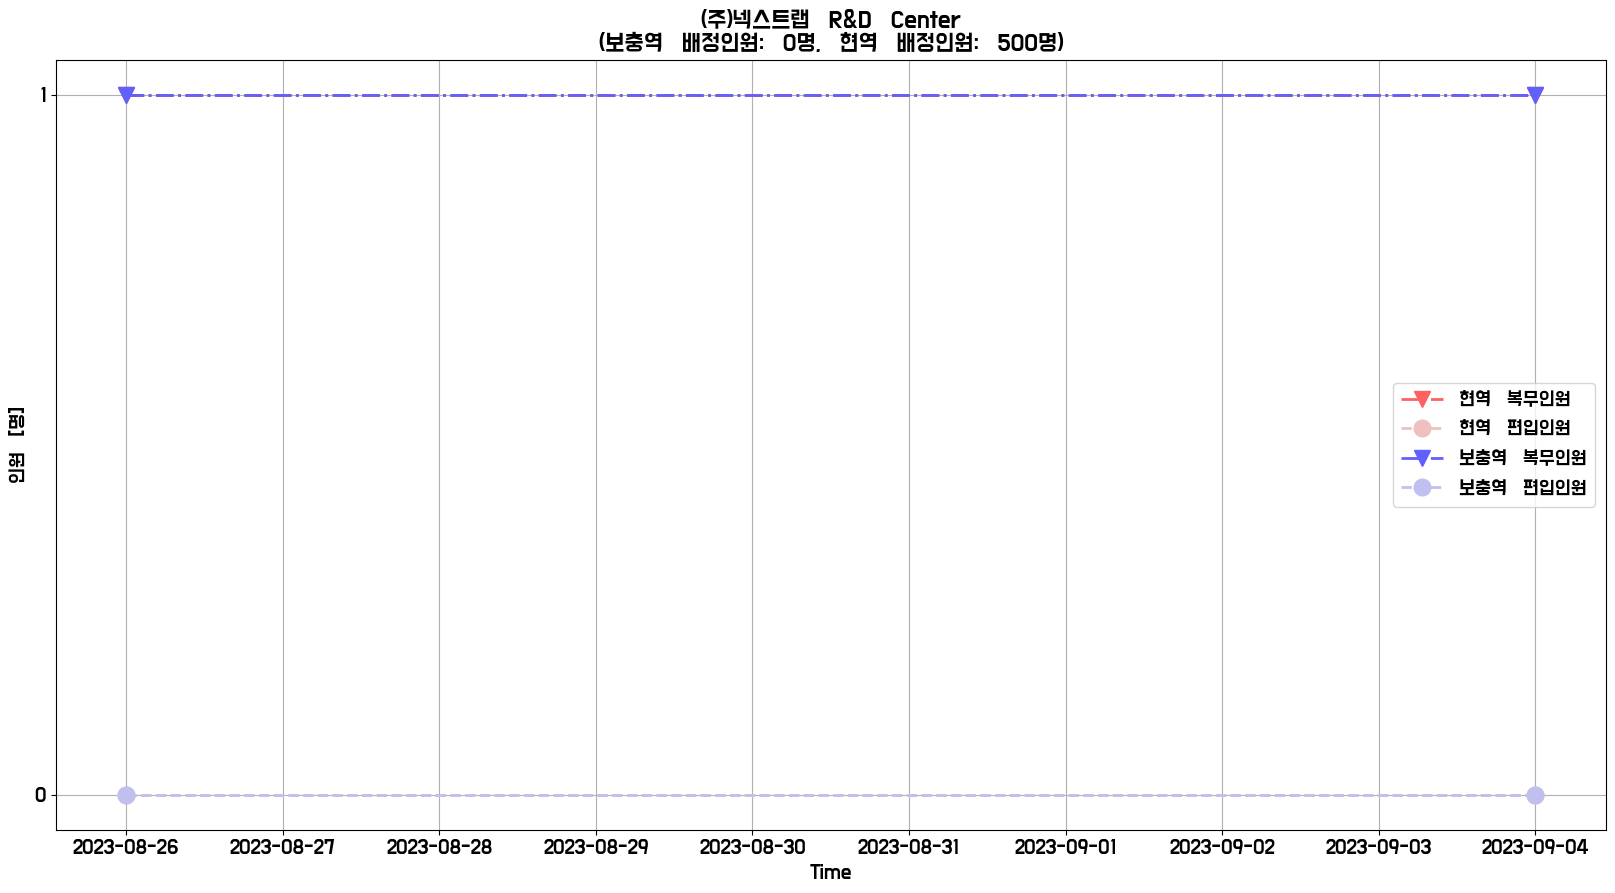 (주)넥스트랩 R&D Center
(보충역 배정인원: 0명, 현역 배정인원: 500명)
1
인원 [명]
현역 복무인원
현역 편입인원
보충역 복무인원
보충역 편입인원
0
2023-08-26 2023-08-27 2023-08-28 2023-08-29 2023-08-30 2023-08-31 2023-09-01 2023-09-02 2023-09-03 2023-09-04
Time